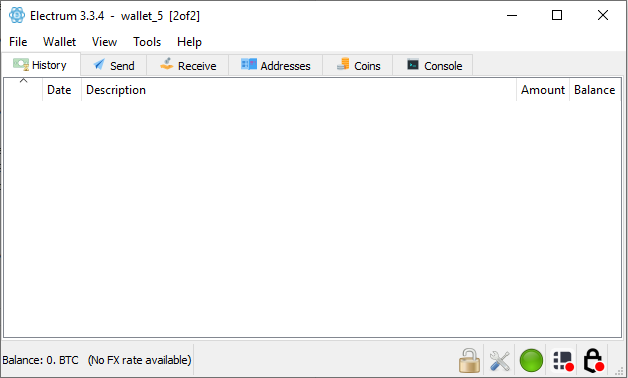 Electrum 3.3.4 - wallet_5 [2of2]
File Wallet View Tools Help
History Send Receive Addresses Coins Console
Date Description Amount Balance
Balance: 0. BTC (No FX rate available)